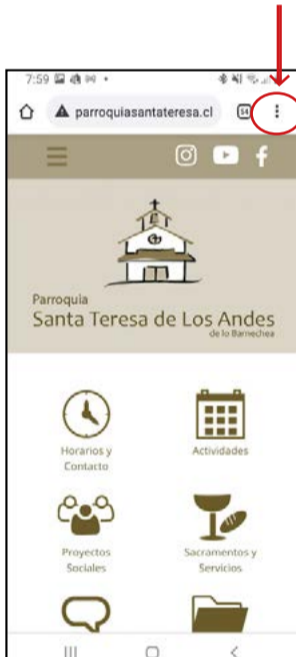 7:59
parroquiasantateresa.cl
54
Parroquia
Santa Teresa de Los Andes
de lo Barnechea
Horarios y
Contacto
Actividades
Proyectos
Sociales
Sacramentos y
Servicios